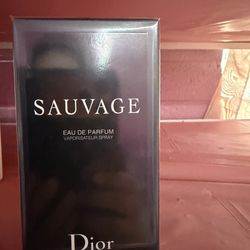 SAUVAGE
EAU DE PARFUM
VAPORISATEUR SPRAY
Dior